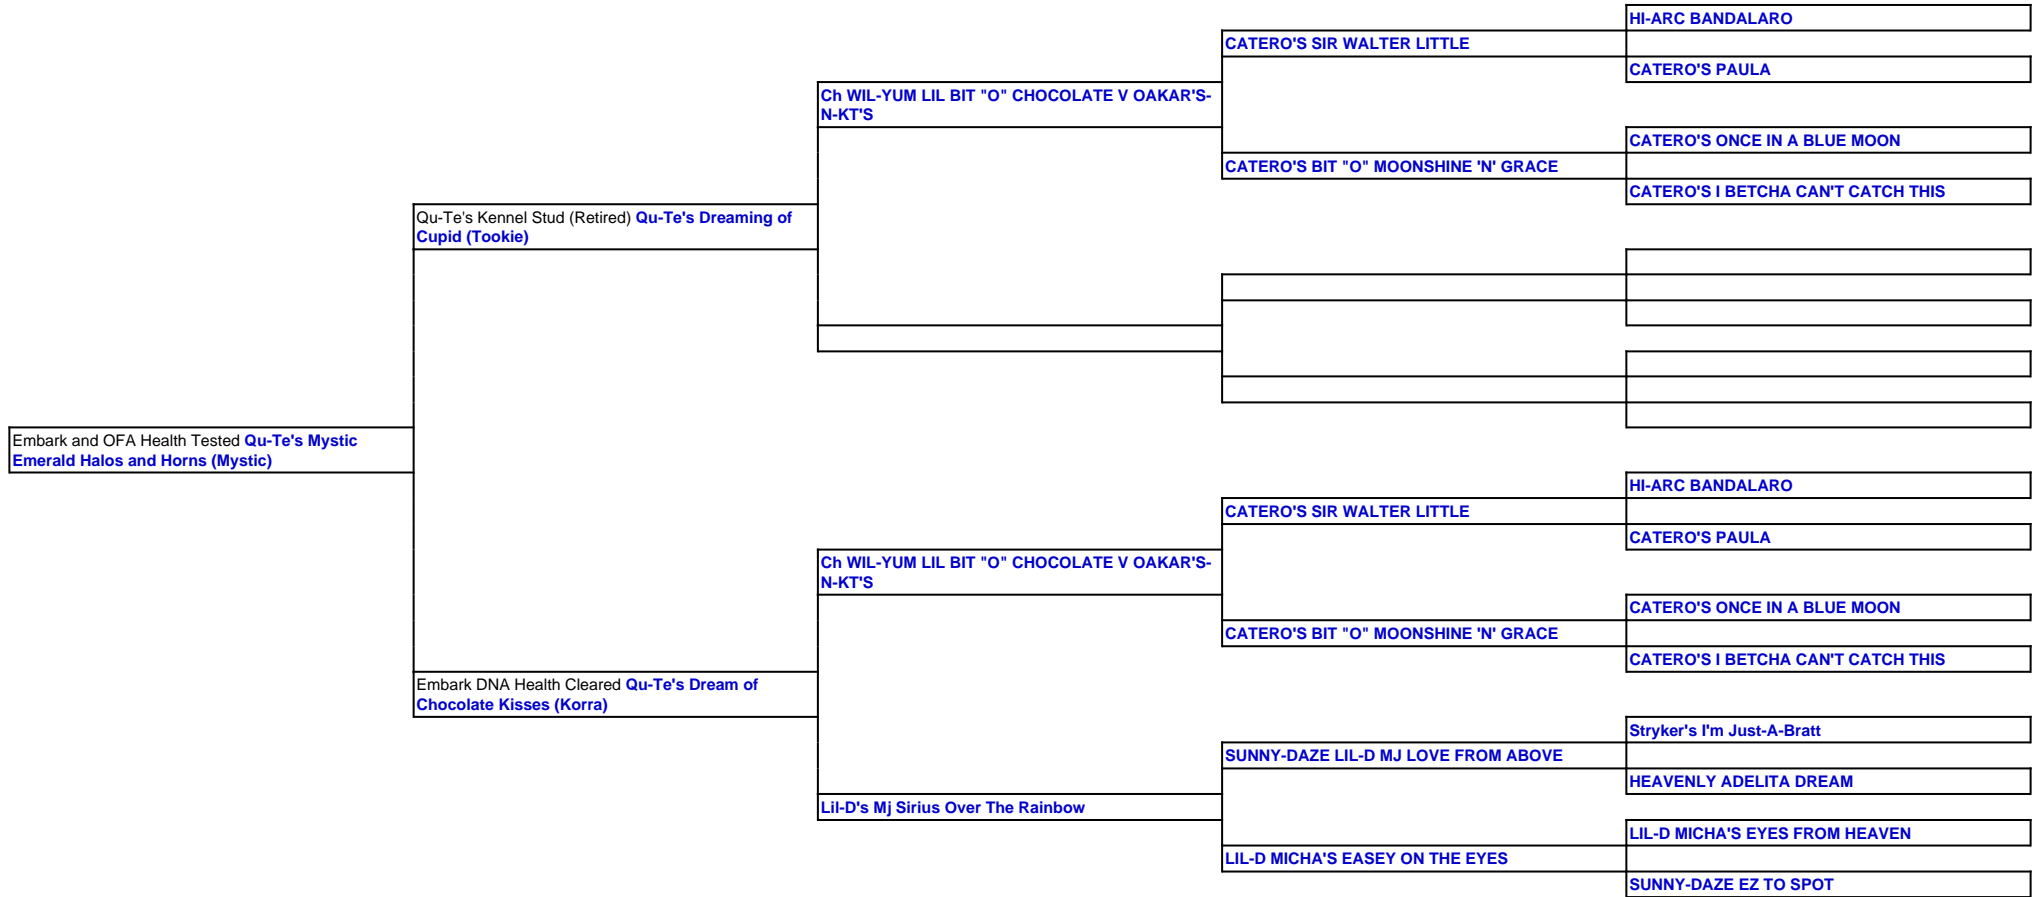 HI-ARC BANDALARO
CATERO'S SIR WALTER LITTLE
CATERO'S PAULA
Ch WIL-YUM LIL BIT "O" CHOCOLATE V OAKAR'S-
N-KT'S
CATERO'S ONCE IN A BLUE MOON
CATERO'S BIT "O" MOONSHINE 'N' GRACE
CATERO'S I BETCHA CAN'T CATCH THIS
Qu-Te's Kennel Stud (Retired) Qu-Te's Dreaming of
Cupid (Tookie)
Embark and OFA Health Tested Qu-Te's Mystic
Emerald Halos and Horns (Mystic)
HI-ARC BANDALARO
CATERO'S SIR WALTER LITTLE
CATERO'S PAULA
Ch WIL-YUM LIL BIT "O" CHOCOLATE V OAKAR'S-
N-KT'S
CATERO'S ONCE IN A BLUE MOON
CATERO'S BIT "O" MOONSHINE 'N' GRACE
CATERO'S I BETCHA CAN'T CATCH THIS
Embark DNA Health Cleared Qu-Te's Dream of
Chocolate Kisses (Korra)
Stryker's I'm Just-A-Bratt
SUNNY-DAZE LIL-D MJ LOVE FROM ABOVE
HEAVENLY ADELITA DREAM
Lil-D's Mj Sirius Over The Rainbow
LIL-D MICHA'S EYES FROM HEAVEN
LIL-D MICHA'S EASEY ON THE EYES
SUNNY-DAZE EZ TO SPOT